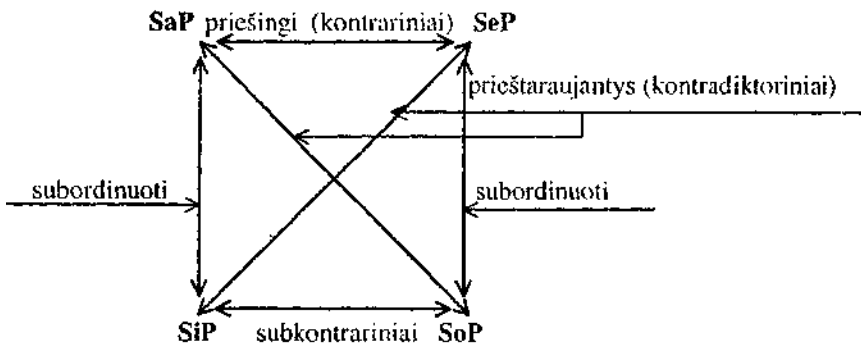 SaP priešingi (kontrariniai) SeP
prieštaraujantys (kontradiktoriniai)
subordinuoti subordinuoti
SiP subkontrariniai SoP